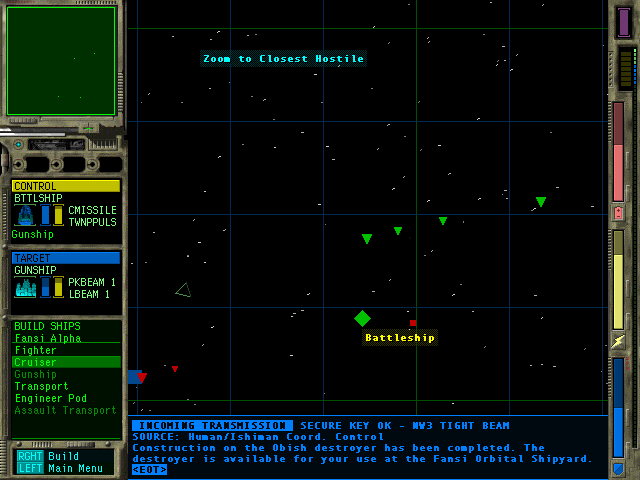 Zoom to Closest Hostile
CONTROL
BTTLSHIP
CMISSILE
TWNPPULS
Gunship
TARGET
GUNSHIP
PKBEAM 1
LBEAM 1
Battleship
BUILD SHIPS
Fansi Alpha
Fighter
Cruiser
Gunship
Transport
Engineer Pod
Assault Transport
RGHT Build
LEFT Main Menu
INCOMING TRANSMISSION SECURE KEY OK - NW3 TIGHT BEAM
SOURCE: Human/Ishiman Coord. Control
Construction on the Obish destroyer has been completed. The
destroyer is available for your use at the Fansi Orbital Shipyard.
<EOT>